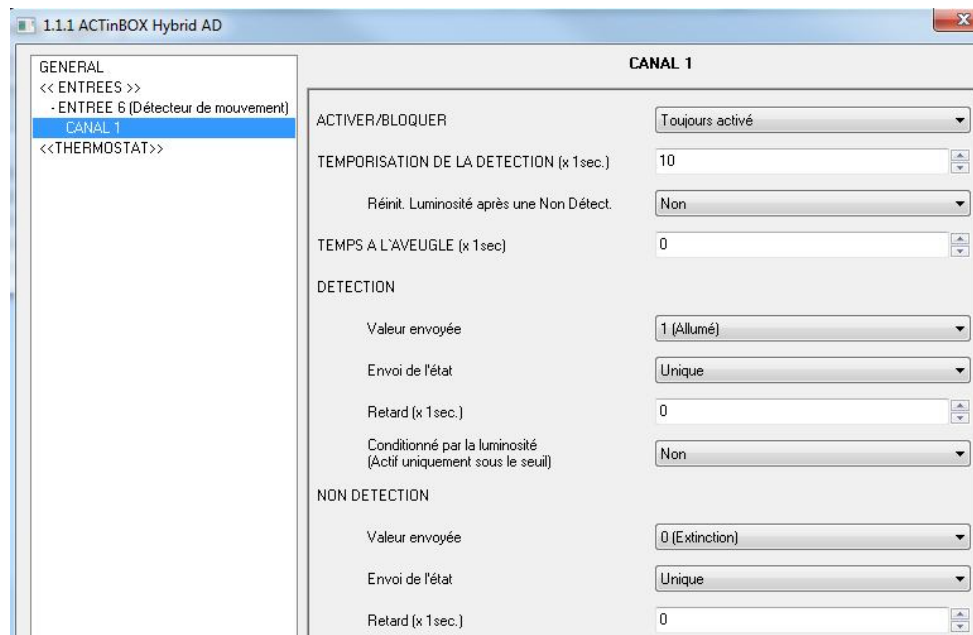 1.1.1 ACTinBOX Hybrid AD
GENERAL
<< ENTREES >>
- ENTREE 6 (Détecteur de mouvement)
CANAL 1
<<THERMOSTAT>>
CANAL 1
ACTIVER/BLOQUER Toujours activé
TEMPORISATION DE LA DETECTION (x 1sec.) 10
Réinit. Luminosité après une Non Détect. Non
TEMPS A L`AVEUGLE (x 1sec) 0
DETECTION
Valeur envoyée 1 (Allumé)
Envoi de l'état Unique
Retard (x 1sec.) 0
Conditionné par la luminosité
(Actif uniquement sous le seuil) Non
NON DETECTION
Valeur envoyée 0 (Extinction)
Envoi de l'état Unique
Retard (x 1sec.) 0